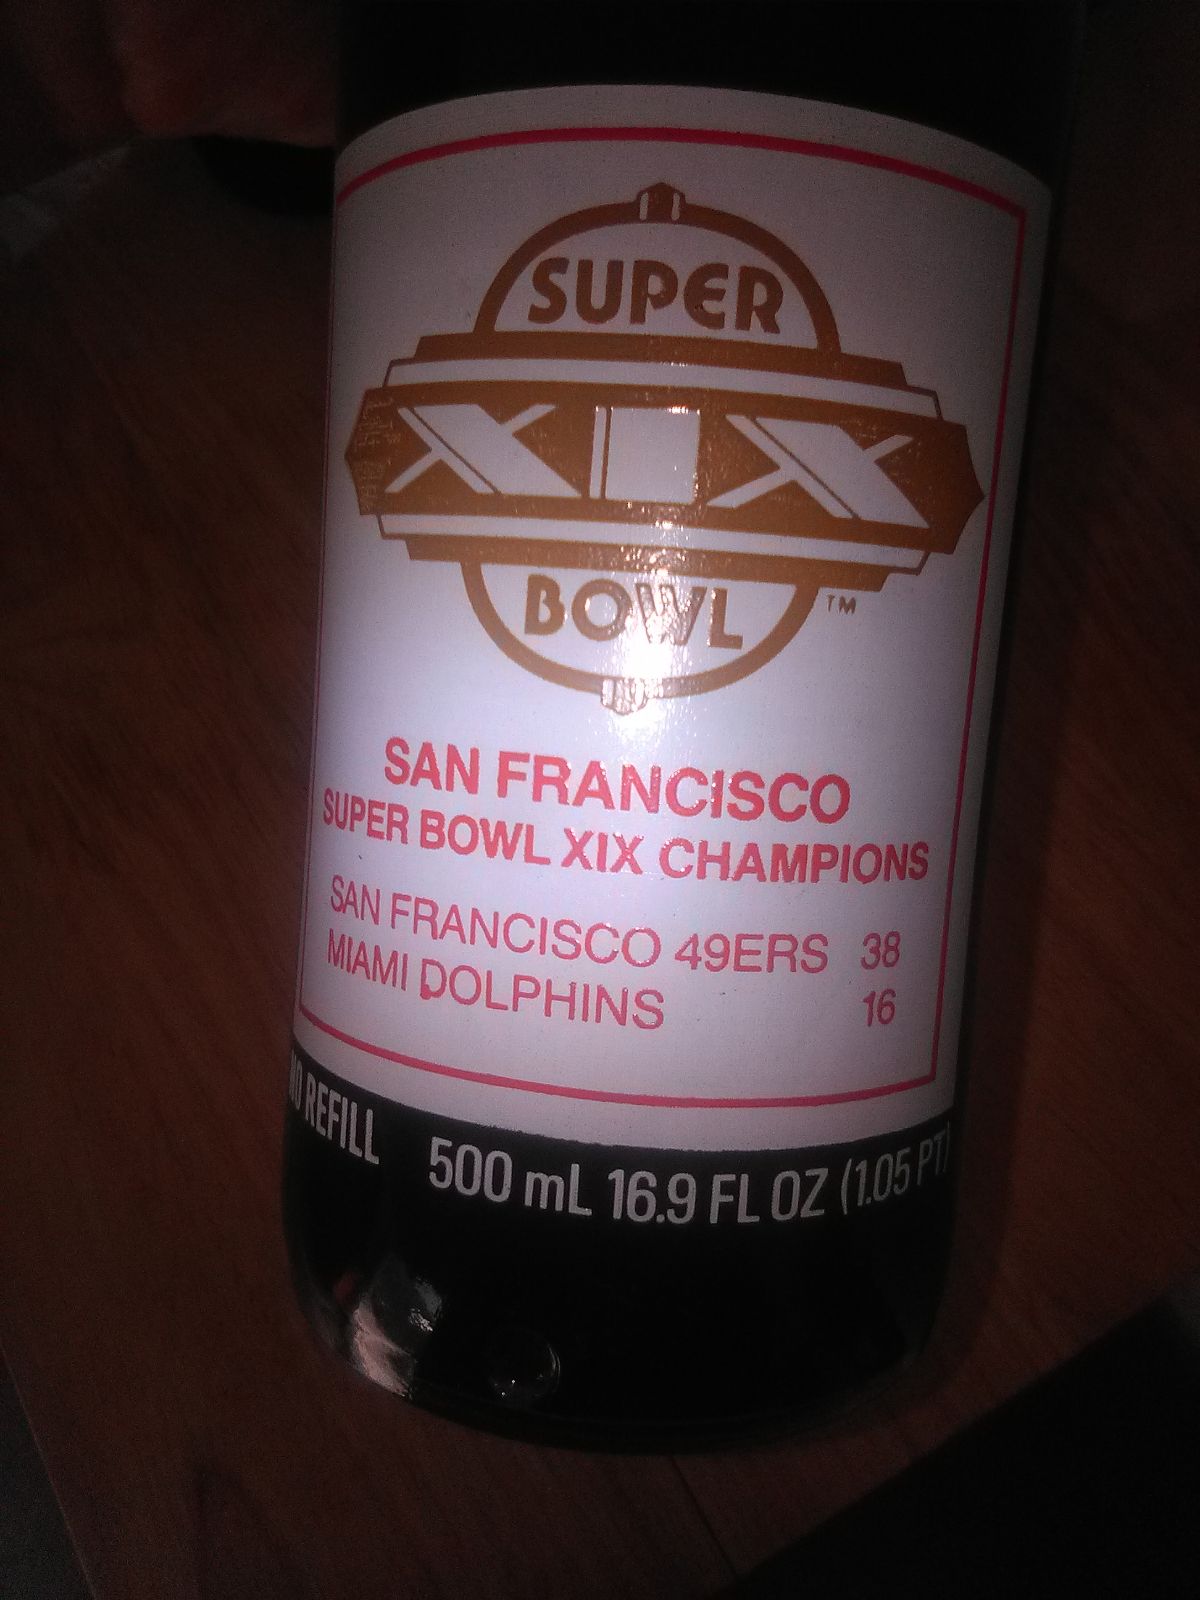 SUPER
XIX
BOWL TM
SAN FRANCISCO
SUPER BOWL XIX CHAMPIONS
SAN FRANCISCO 49ERS 38
MIAMI DOLPHINS 16
NO REFILL 500 mL 16.9 FL OZ (1.05 PT)